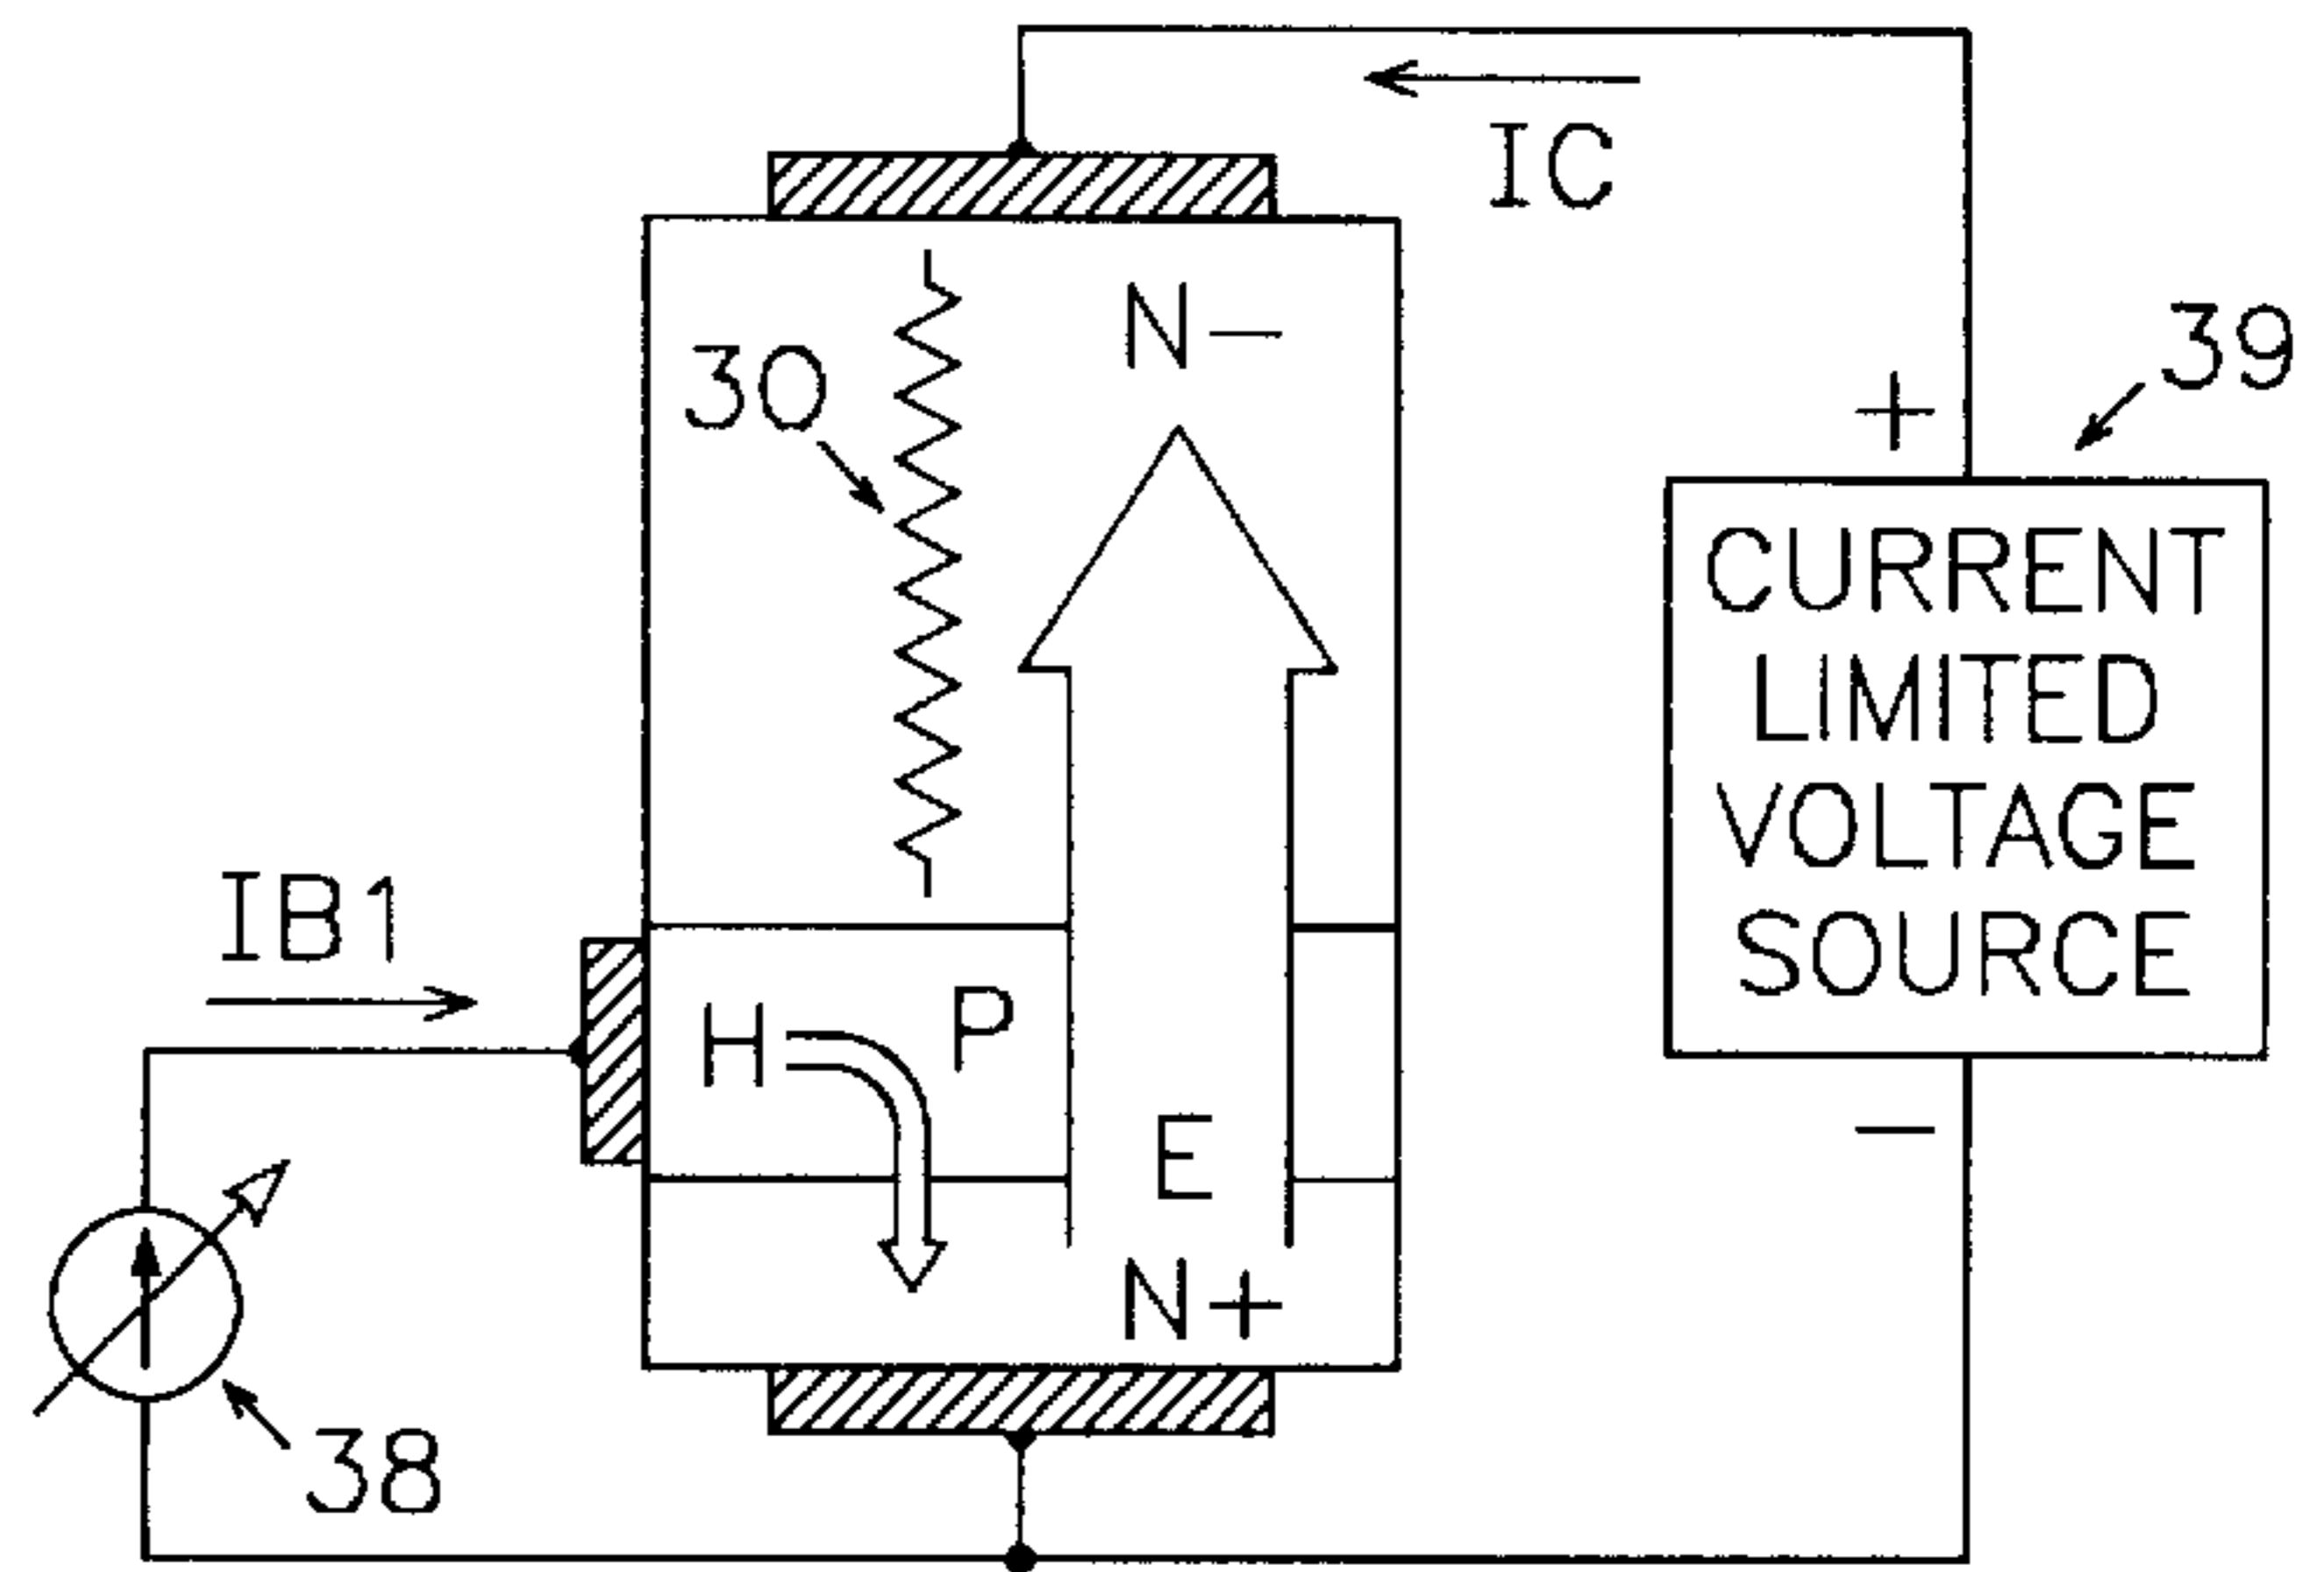 IC
N-
30
39
+
CURRENT
LIMITED
VOLTAGE
SOURCE
IB1
H
P
E
-
N+
38